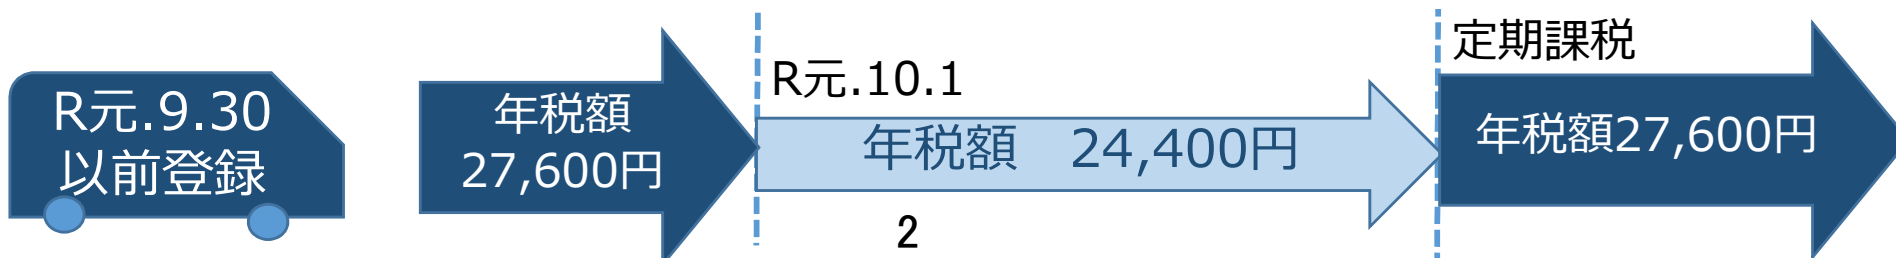 R元.9.30
以前登録
年税額
27,600円
R元.10.1
年税額　24,400円
2
定期課税
年税額27,600円